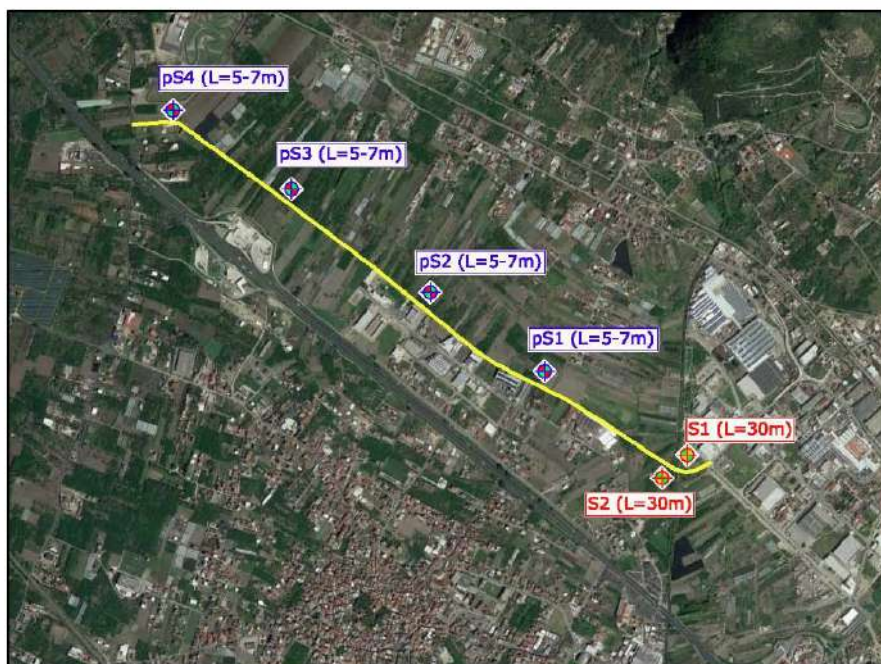 pS4 (L=5-7m)
pS3 (L=5-7m)
pS2 (L=5-7m)
pS1 (L=5-7m)
S1 (L=30m)
S2 (L=30m)